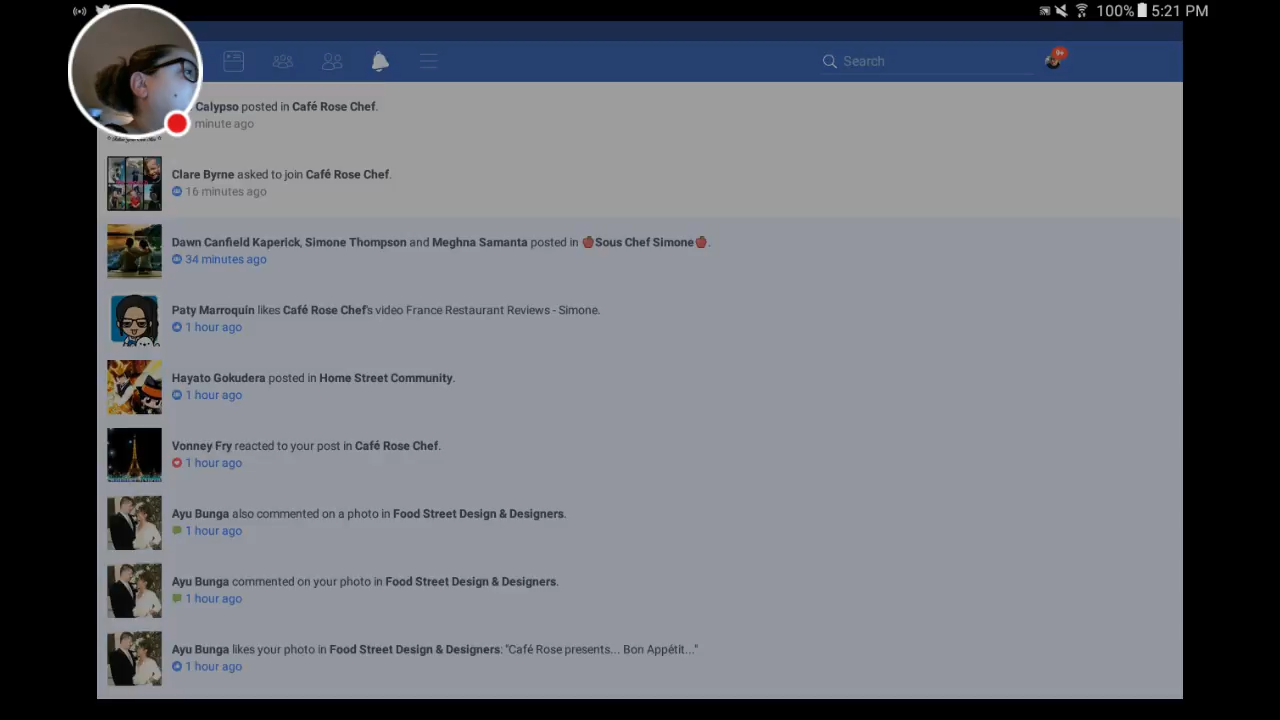 100% 5:21 PM
Search
9+
Calypso posted in Café Rose Chef.
minute ago
Clare Byrne asked to join Café Rose Chef.
16 minutes ago
Dawn Canfield Kaperick, Simone Thompson and Meghna Samanta posted in 🍎Sous Chef Simone🍎.
34 minutes ago
Paty Marroquín likes Café Rose Chef's video France Restaurant Reviews - Simone.
1 hour ago
Hayato Gokudera posted in Home Street Community.
1 hour ago
Vonney Fry reacted to your post in Café Rose Chef.
1 hour ago
Ayu Bunga also commented on a photo in Food Street Design & Designers.
1 hour ago
Ayu Bunga commented on your photo in Food Street Design & Designers.
1 hour ago
Ayu Bunga likes your photo in Food Street Design & Designers: "Café Rose presents... Bon Appétit..."
1 hour ago